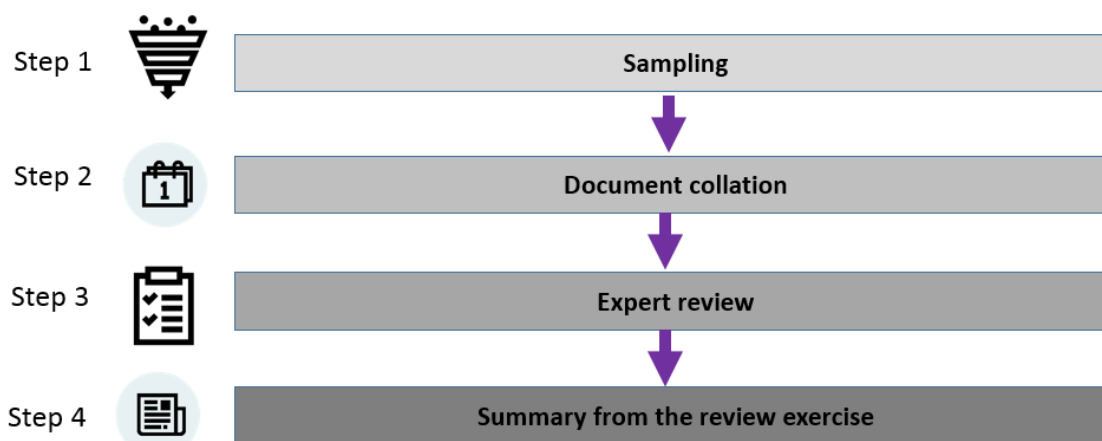 Step 1
Sampling
Step 2
1
Document collation
Step 3
Expert review
Step 4
Summary from the review exercise